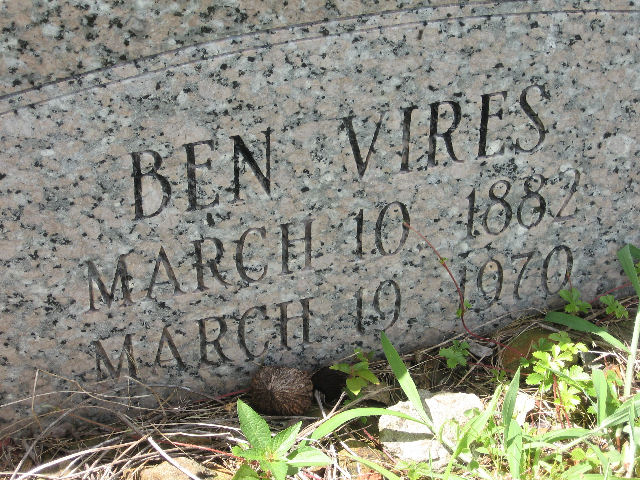 BEN VIRES
MARCH 10 1882
MARCH 19 1970